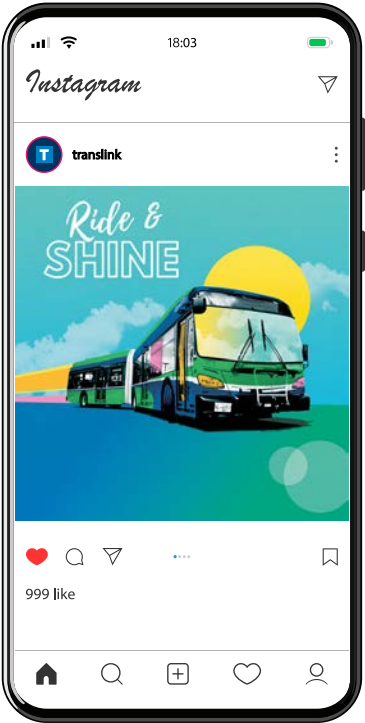 18:03
Instagram
T translink
Ride &
SHINE
999 like